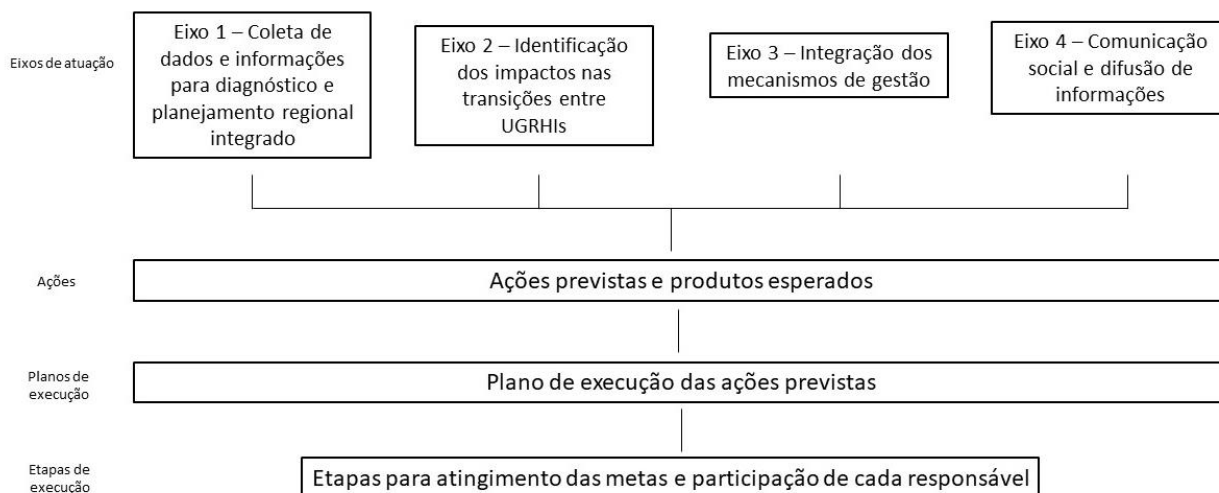 Eixos de atuação
Eixo 1 – Coleta de
dados e informações
para diagnóstico e
planejamento regional
integrado
Eixo 2 – Identificação
dos impactos nas
transições entre
UGRHIs
Eixo 3 – Integração dos
mecanismos de gestão
Eixo 4 – Comunicação
social e difusão de
informações
Ações
Ações previstas e produtos esperados
Planos de
execução
Plano de execução das ações previstas
Etapas de
execução
Etapas para atingimento das metas e participação de cada responsável